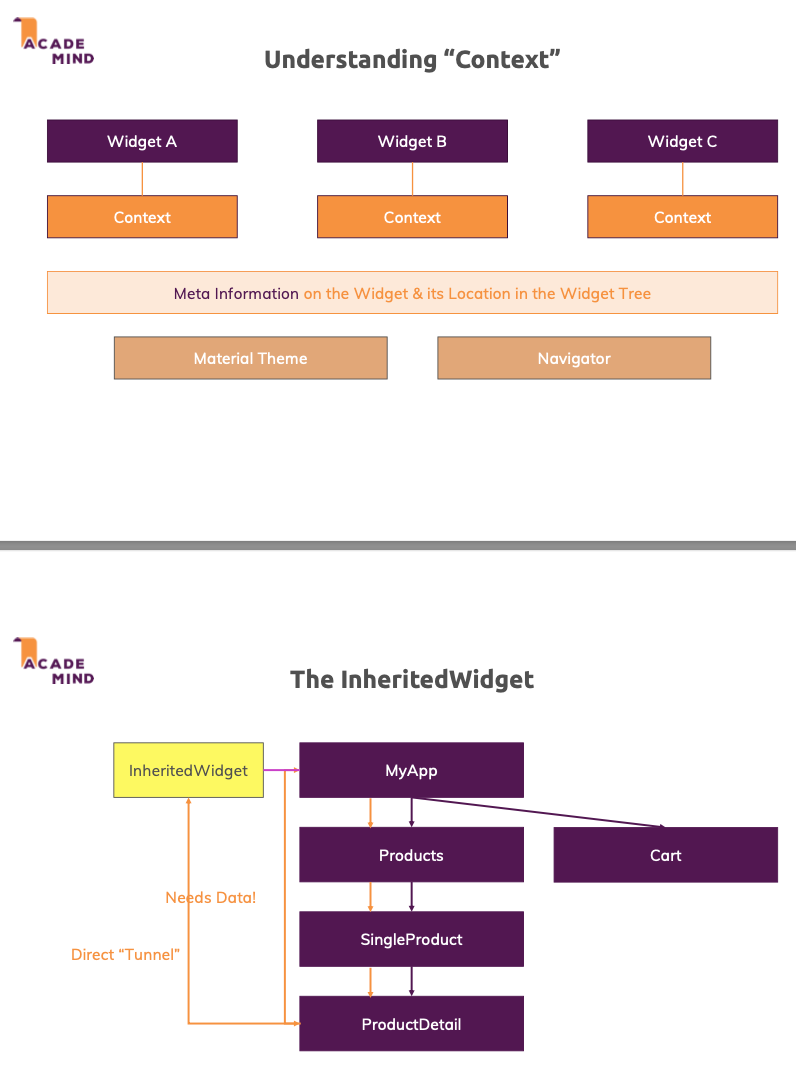 ACADE
MIND
Understanding “Context”
Widget A
Widget B
Widget C
Context
Context
Context
Meta Information on the Widget & its Location in the Widget Tree
Material Theme
Navigator
ACADE
MIND
The InheritedWidget
InheritedWidget
MyApp
Products
Cart
Needs Data!
SingleProduct
Direct “Tunnel”
ProductDetail